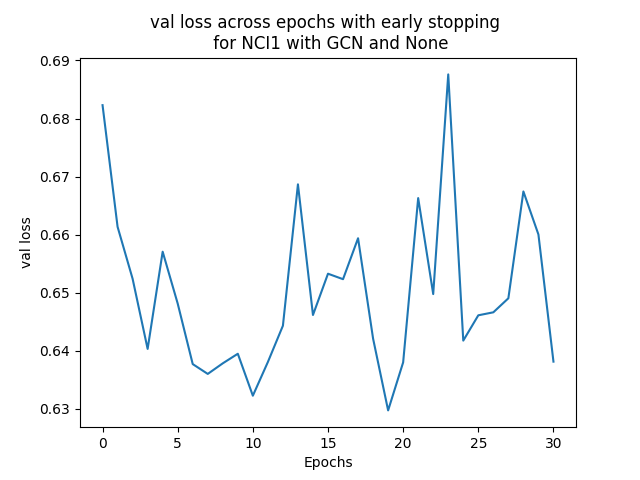 val loss across epochs with early stopping
for NCI1 with GCN and None
0.69
0.68
0.67
0.66
0.65
0.64
0.63
val loss
0 5 10 15 20 25 30
Epochs